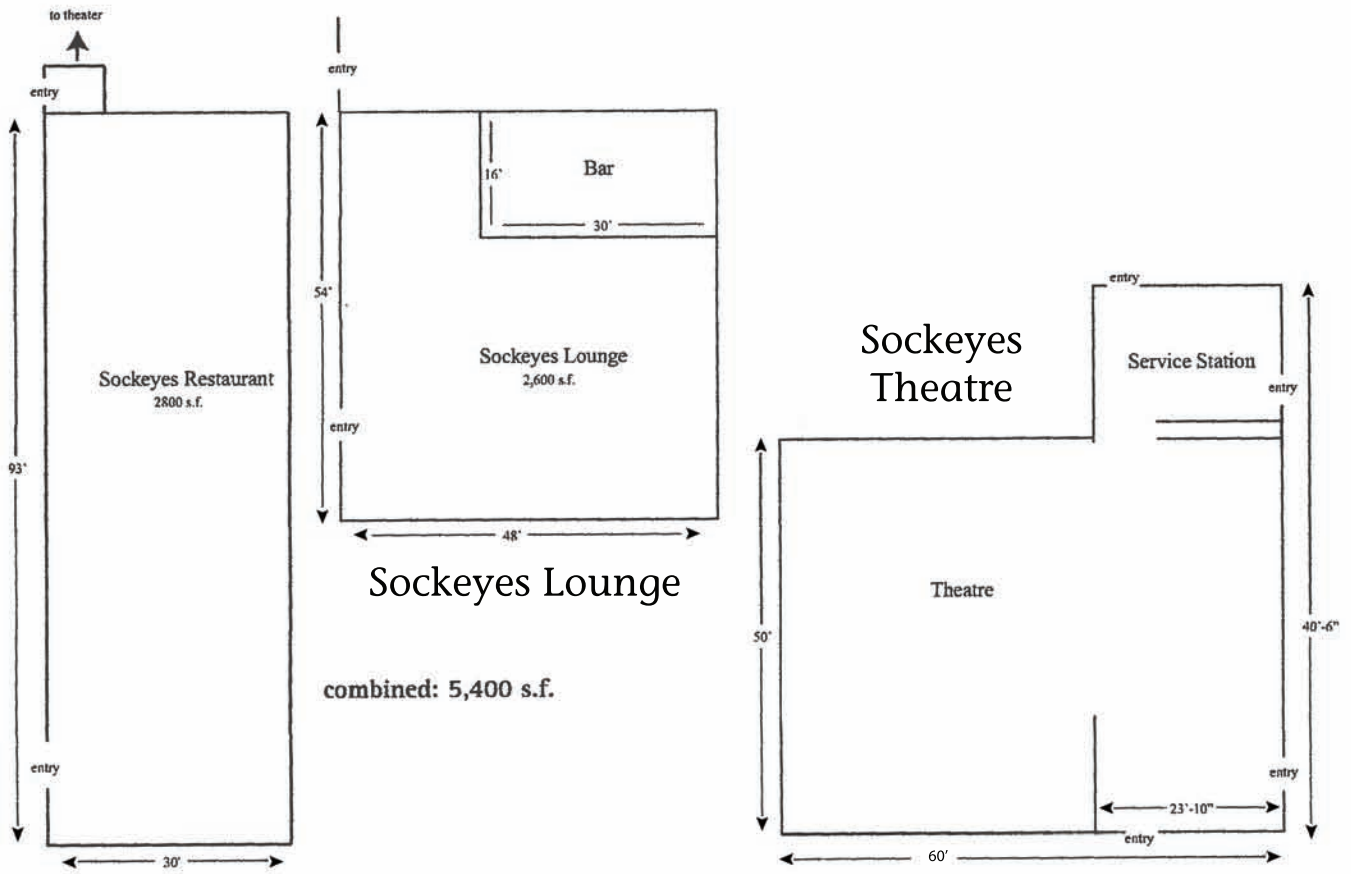 to theater
entry
93'
Sockeyes Restaurant
2800 s.f.
entry
30'
entry
16'
Bar
30'
54'
Sockeyes Lounge
2,600 s.f.
entry
48'
Sockeyes Lounge
combined: 5,400 s.f.
Sockeyes
Theatre
entry
Service Station
entry
50'
Theatre
40'-6"
entry
23'-10"
entry
60'